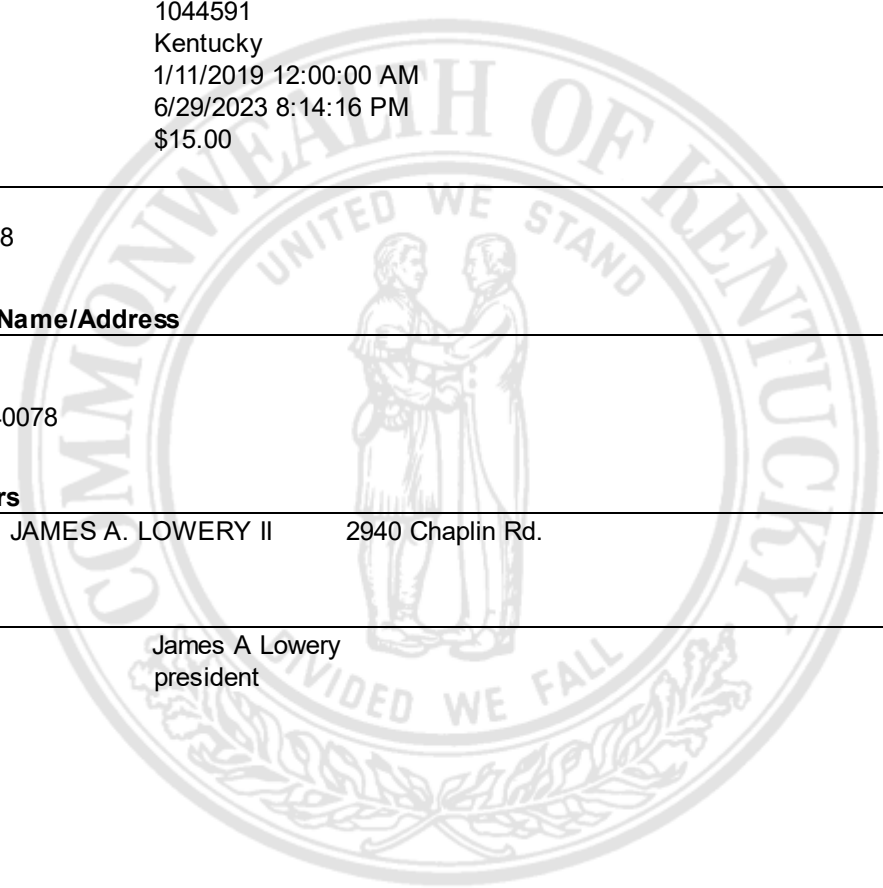 1044591
Kentucky
1/11/2019 12:00:00 AM
6/29/2023 8:14:16 PM
$15.00
8
Name/Address
0078
rs
JAMES A. LOWERY II 2940 Chaplin Rd.
James A Lowery
president
COMMONWEALTH OF KENTUCKY
UNITED WE STAND
DIVIDED WE FALL